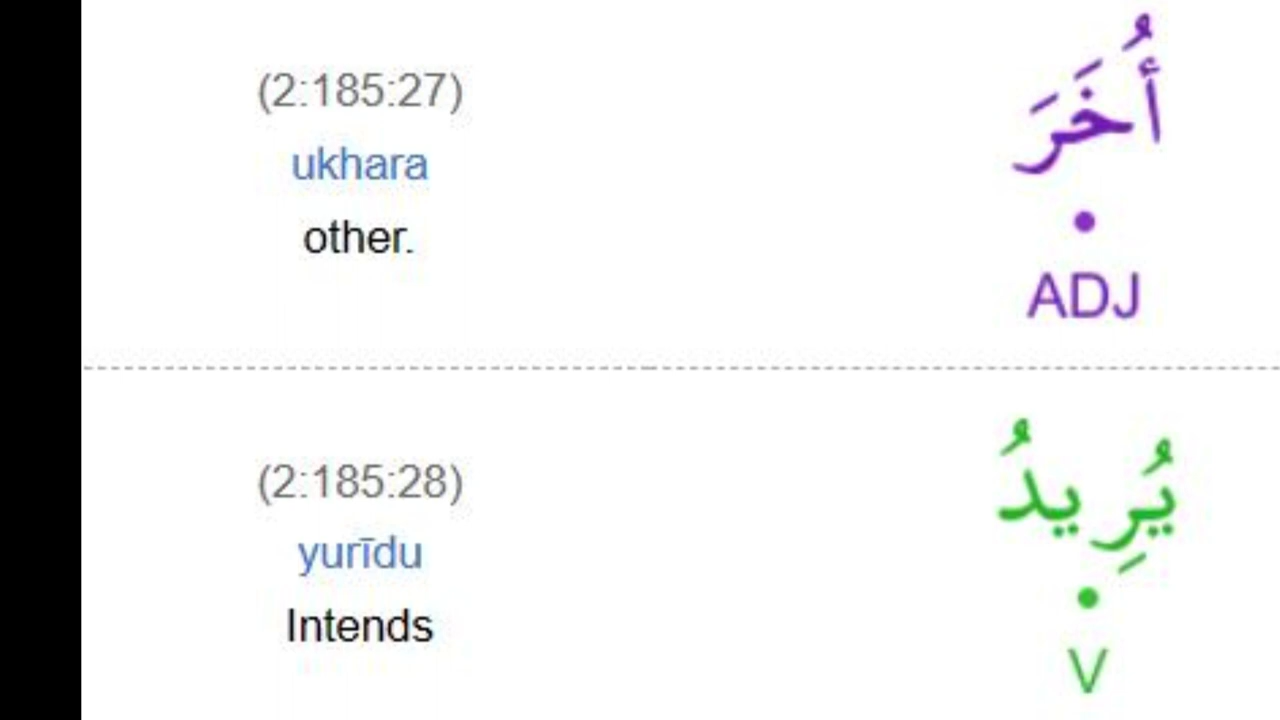 (2:185:27)
ukhara
other.
أُخَرَ
ADJ
(2:185:28)
yurīdu
Intends
يُرِيدُ
V